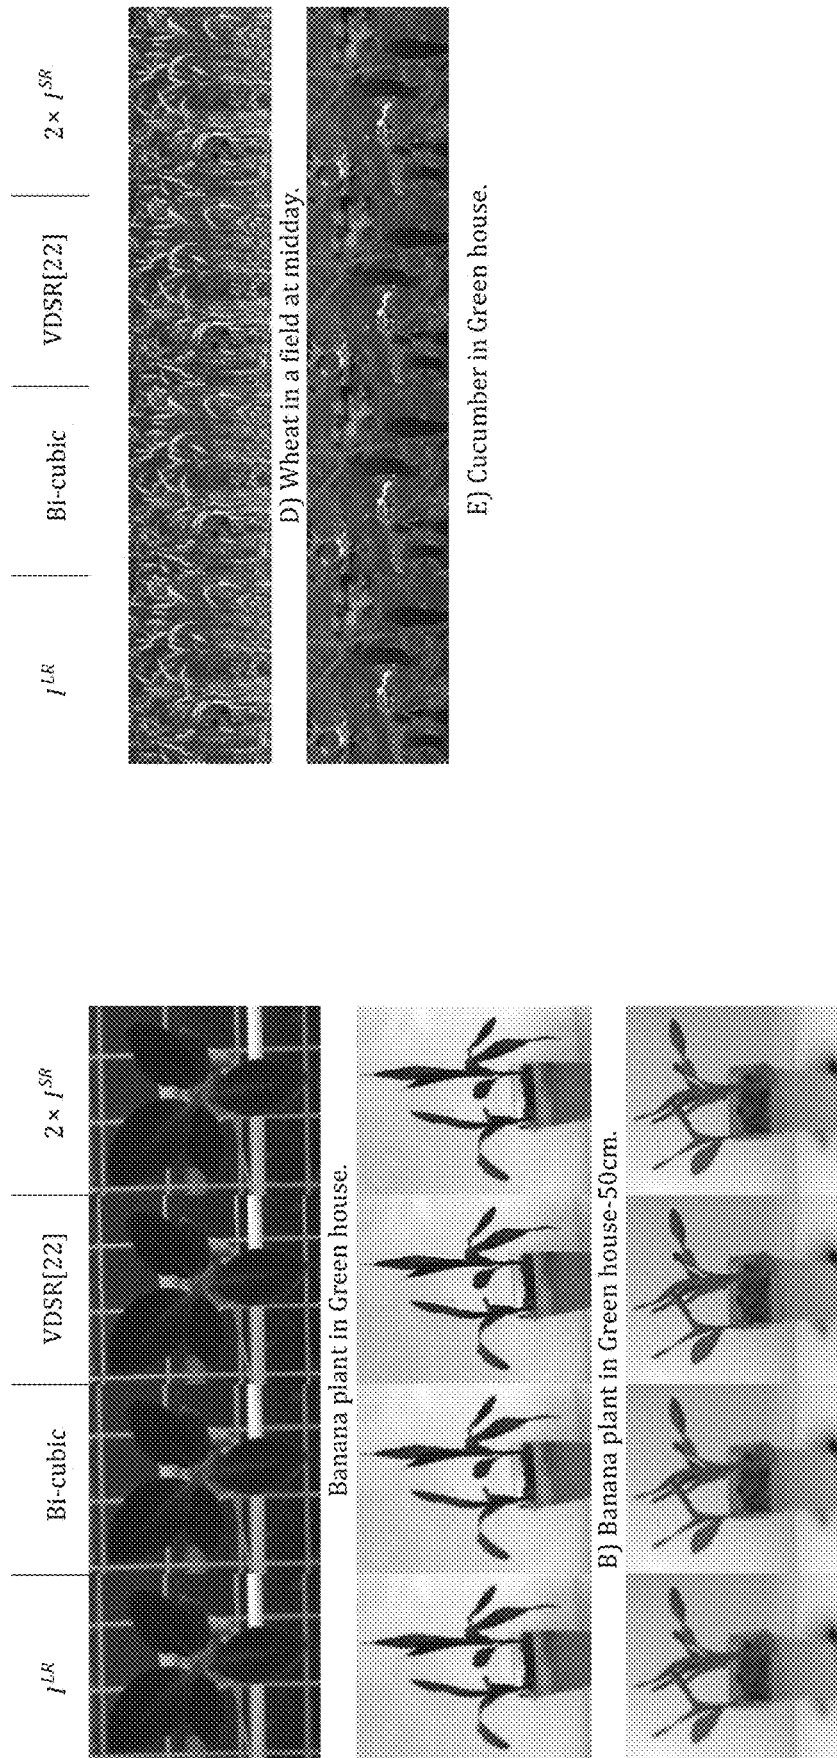 I^{LR} Bi-cubic VDSR[22] 2× I^{SR}
Banana plant in Green house.
B) Banana plant in Green house-50cm.
I^{LR} Bi-cubic VDSR[22] 2× I^{SR}
D) Wheat in a field at midday.
E) Cucumber in Green house.